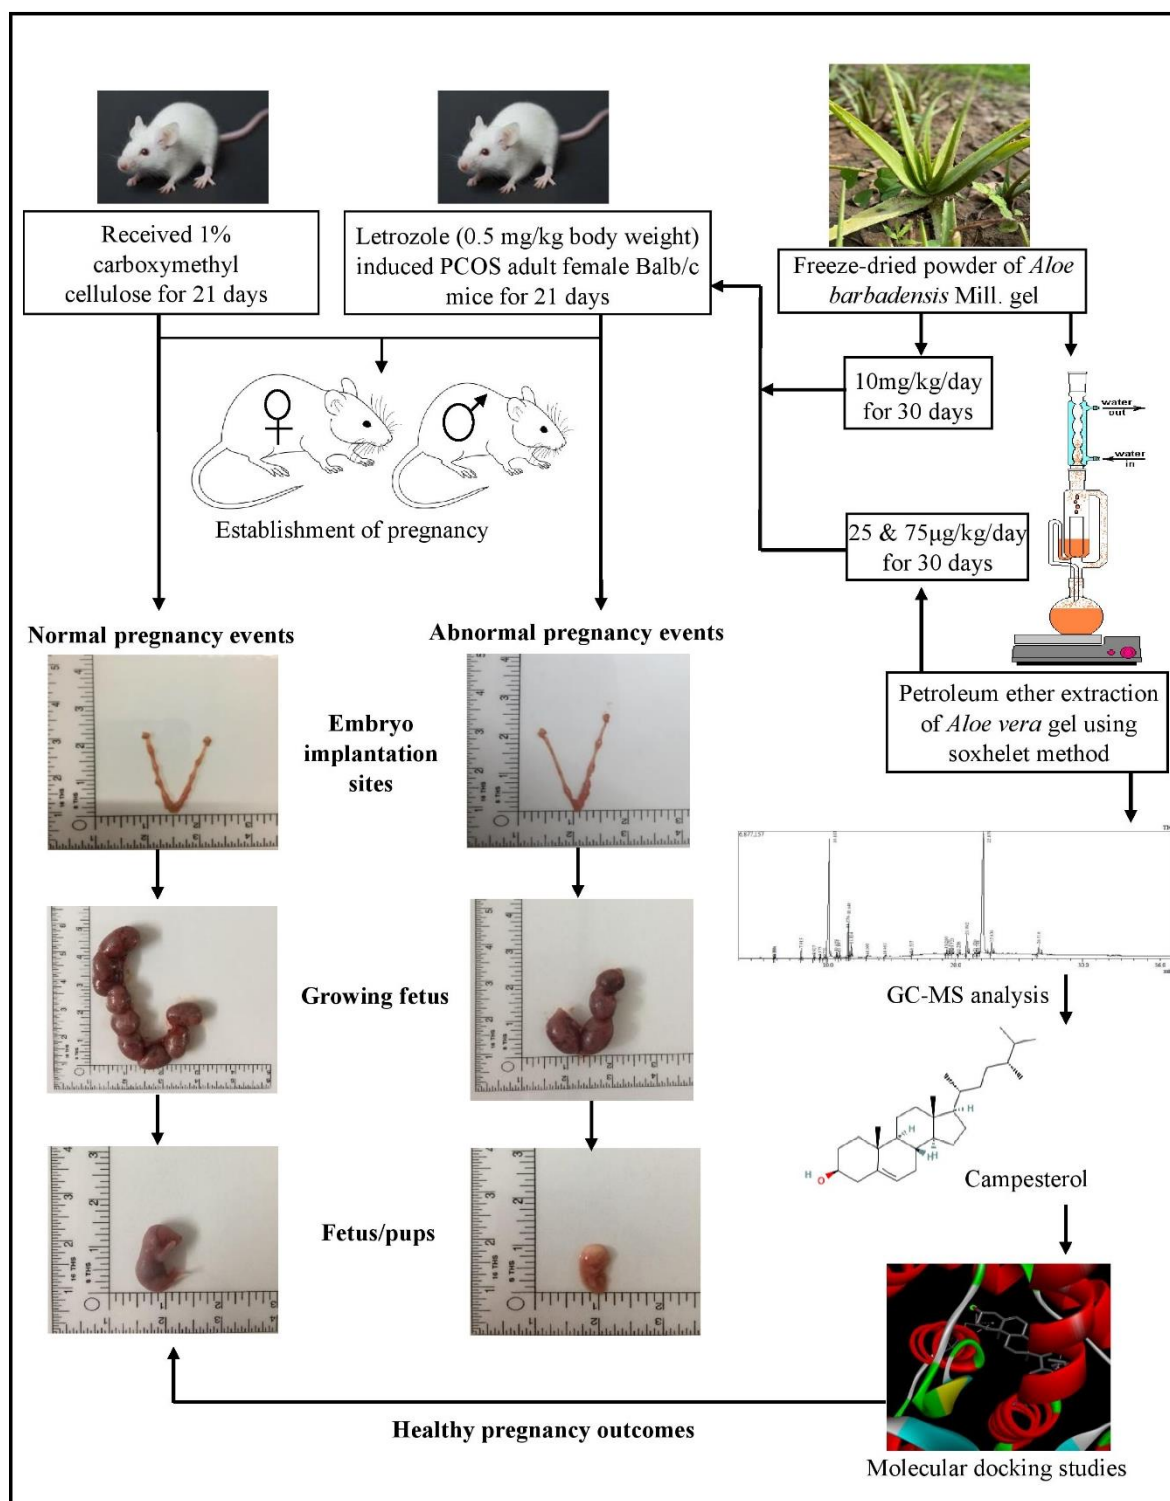 Received 1%
carboxymethyl
cellulose for 21 days
Letrozole (0.5 mg/kg body weight)
induced PCOS adult female Balb/c
mice for 21 days
Freeze-dried powder of Aloe
barbadensis Mill. gel
10mg/kg/day
for 30 days
water
out
water
in
Establishment of pregnancy
25 & 75µg/kg/day
for 30 days
Normal pregnancy events
Abnormal pregnancy events
Embryo
implantation
sites
Petroleum ether extraction
of Aloe vera gel using
soxhelet method
GC-MS analysis
Growing fetus
H
H
H
H
H
O
Campesterol
Fetus/pups
Healthy pregnancy outcomes
Molecular docking studies